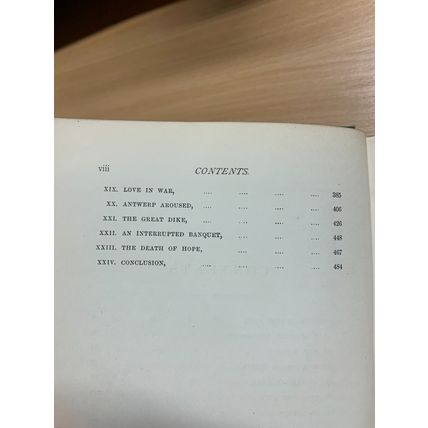 viii CONTENTS.
XIX. LOVE IN WAR, .... .... .... .... 385
XX. ANTWERP AROUSED, .... .... .... .... 406
XXI. THE GREAT DIKE, .... .... .... .... 426
XXII. AN INTERRUPTED BANQUET, .... .... .... 448
XXIII. THE DEATH OF HOPE, .... .... .... .... 467
XXIV. CONCLUSION, .... .... .... .... 484